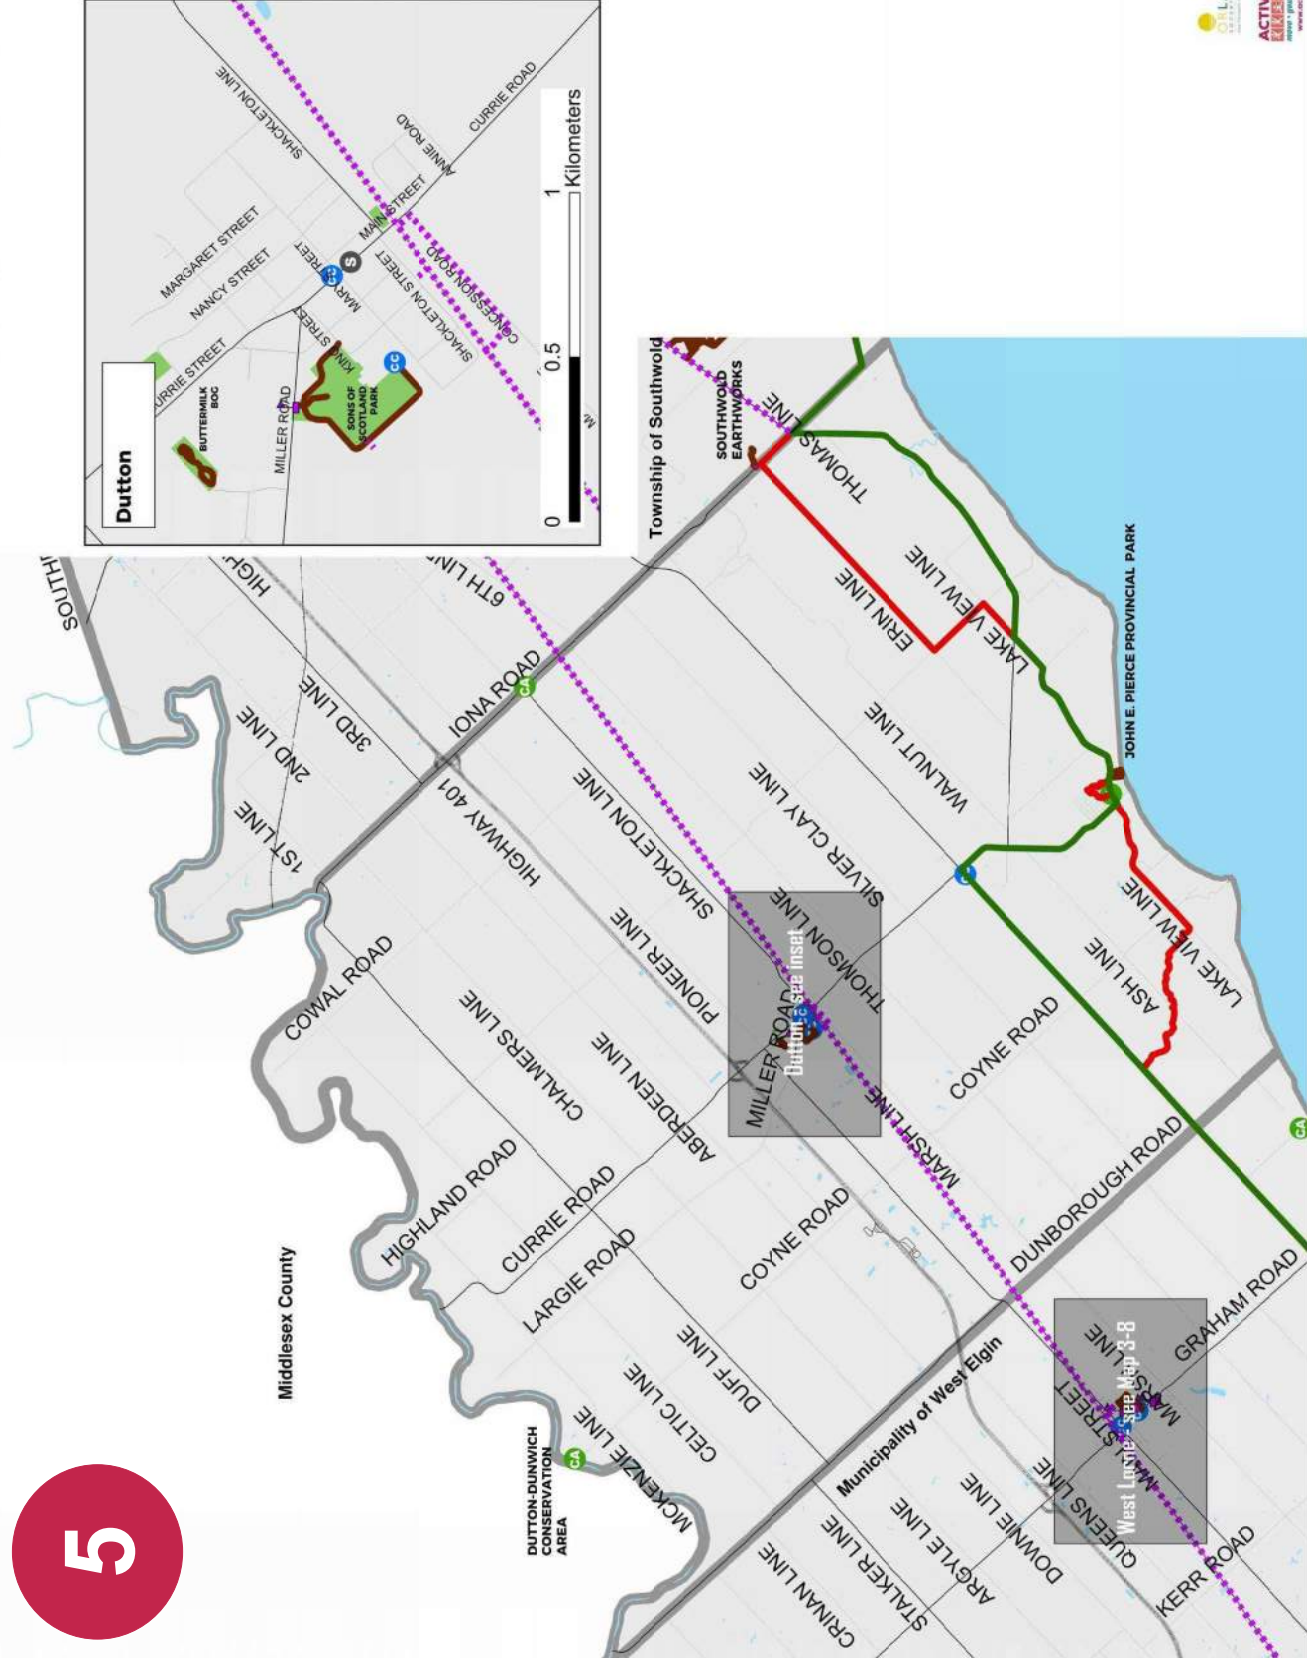 5
Middlesex County
DUTTON-DUNWICH
CONSERVATION
AREA
CA
MCKENZIE LINE
CELTIC LINE
DUFF LINE
LARGIE ROAD
CURRIE ROAD
HIGHLAND ROAD
CHALMERS LINE
ABERDEEN LINE
COWAL ROAD
PIONEER LINE
COYNE ROAD
HIGHWAY 401
1ST LINE
2ND LINE
3RD LINE
IONA ROAD
CA
SHACKLETON LINE
6TH LINE
MILLER ROAD
Dutton - see inset
THOMSON LINE
SILVER CLAY LINE
WALNUT LINE
MARSH LINE
COYNE ROAD
DUNBOROUGH ROAD
Municipality of West Elgin
CRINAN LINE
STALKER LINE
ARGYLE LINE
DOWNIE LINE
QUEENS LINE
KERR ROAD
West Lorne - see Map 3-8
MARSH LINE
GRAHAM ROAD
CA
ASH LINE
LAKE VIEW LINE
JOHN E. PIERCE PROVINCIAL PARK
LAKE VIEW LINE
ERIN LINE
THOMAS LINE
SOUTHWOLD
EARTHWORKS
Township of Southwold
Dutton
BUTTERMILK
BOG
MILLER ROAD
SONS OF
SCOTLAND
PARK
KING STREET
CC
MARY STREET
CC
S
NANCY STREET
MARGARET STREET
SHACKLETON LINE
MAIN STREET
ANNIE ROAD
CURRIE ROAD
SHACKLETON STREET
CONCESSION ROAD
0 0.5 1
Kilometers